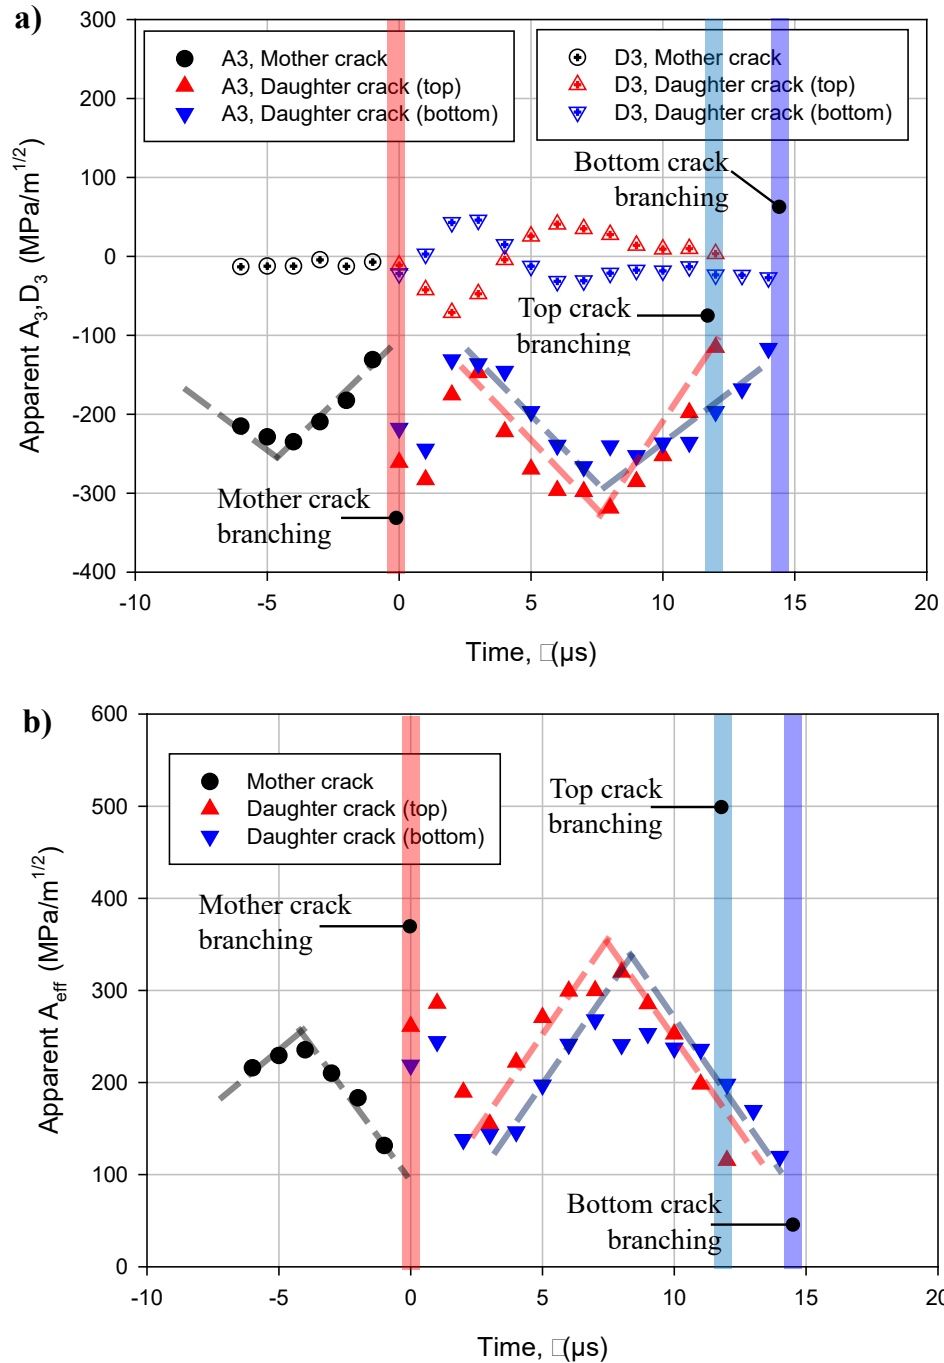 a)
300
200
100
0
-100
-200
-300
-400
Apparent A3,D3 (MPa/m1/2)
A3, Mother crack
A3, Daughter crack (top)
A3, Daughter crack (bottom)
D3, Mother crack
D3, Daughter crack (top)
D3, Daughter crack (bottom)
Bottom crack
branching
Top crack
branching
Mother crack
branching
-10
-5
0
5
10
15
20
Time, □(µs)
b)
600
500
400
300
200
100
0
Apparent Aeff (MPa/m1/2)
Mother crack
Daughter crack (top)
Daughter crack (bottom)
Top crack
branching
Mother crack
branching
Bottom crack
branching
-10
-5
0
5
10
15
20
Time, □(µs)